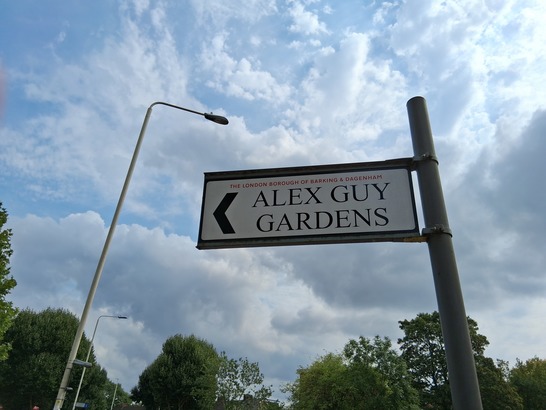 THE LONDON BOROUGH OF BARKING & DAGENHAM
ALEX GUY
GARDENS